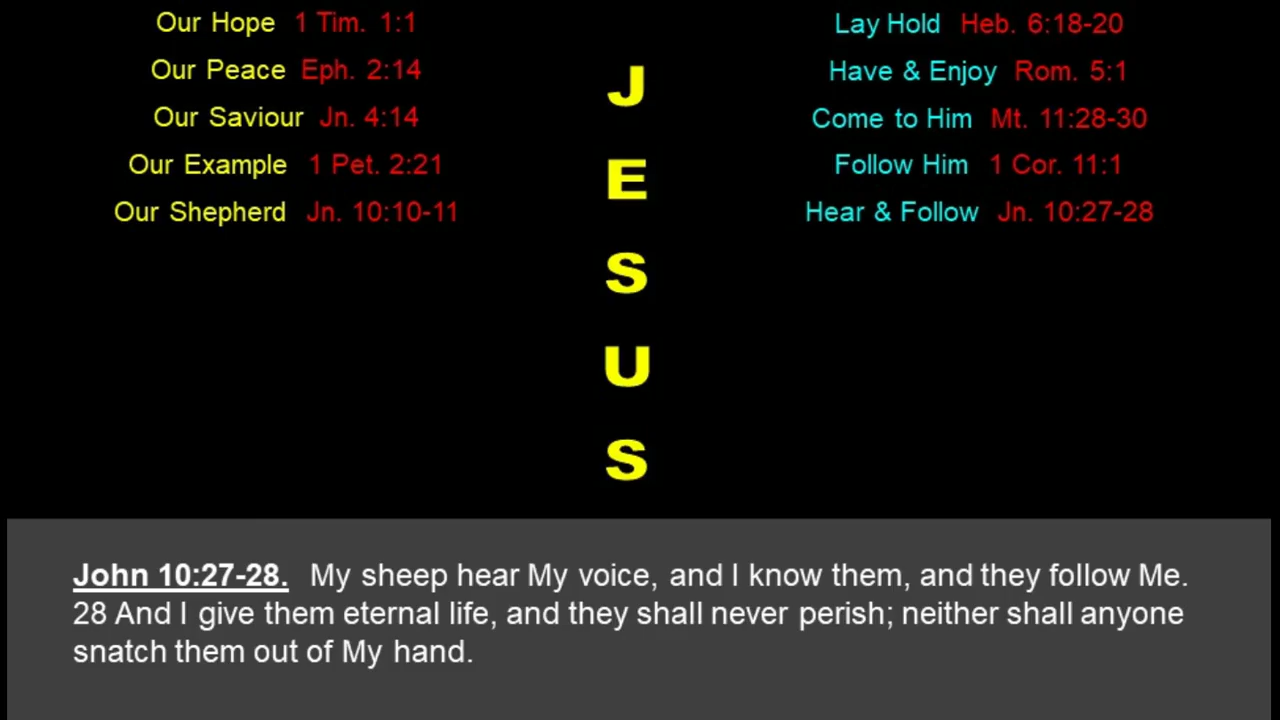 Our Hope 1 Tim. 1:1
Our Peace Eph. 2:14
Our Saviour Jn. 4:14
Our Example 1 Pet. 2:21
Our Shepherd Jn. 10:10-11
J
E
S
U
S
Lay Hold Heb. 6:18-20
Have & Enjoy Rom. 5:1
Come to Him Mt. 11:28-30
Follow Him 1 Cor. 11:1
Hear & Follow Jn. 10:27-28
John 10:27-28. My sheep hear My voice, and I know them, and they follow Me.
28 And I give them eternal life, and they shall never perish; neither shall anyone
snatch them out of My hand.